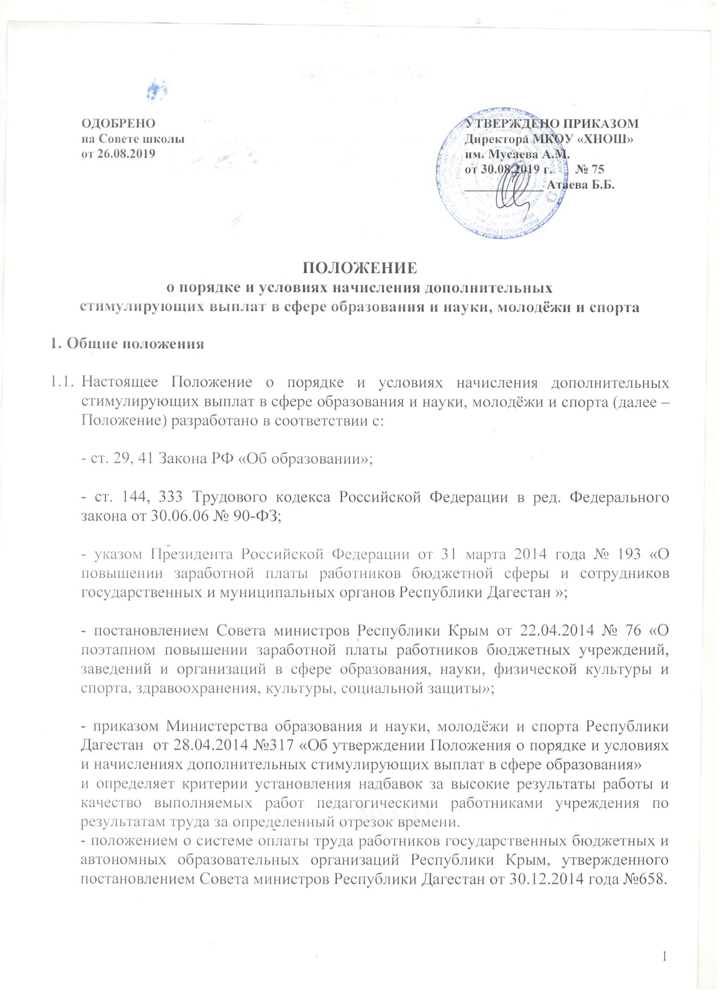 ОДОБРЕНО
на Совете школы
от 26.08.2019
УТВЕРЖДЕНО ПРИКАЗОМ
Директора МКОУ «ХНОШ»
им. Мусаева А.М.
от 30.08.2019 г. № 75
____________ Атаева Б.Б.
ПОЛОЖЕНИЕ
о порядке и условиях начисления дополнительных
стимулирующих выплат в сфере образования и науки, молодёжи и спорта
1. Общие положения
1.1. Настоящее Положение о порядке и условиях начисления дополнительных
стимулирующих выплат в сфере образования и науки, молодёжи и спорта (далее –
Положение) разработано в соответствии с:
- ст. 29, 41 Закона РФ «Об образовании»;
- ст. 144, 333 Трудового кодекса Российской Федерации в ред. Федерального
закона от 30.06.06 № 90-ФЗ;
- указом Президента Российской Федерации от 31 марта 2014 года № 193 «О
повышении заработной платы работников бюджетной сферы и сотрудников
государственных и муниципальных органов Республики Дагестан »;
- постановлением Совета министров Республики Крым от 22.04.2014 № 76 «О
поэтапном повышении заработной платы работников бюджетных учреждений,
заведений и организаций в сфере образования, науки, физической культуры и
спорта, здравоохранения, культуры, социальной защиты»;
- приказом Министерства образования и науки, молодёжи и спорта Республики
Дагестан от 28.04.2014 №317 «Об утверждении Положения о порядке и условиях
и начислениях дополнительных стимулирующих выплат в сфере образования»
и определяет критерии установления надбавок за высокие результаты работы и
качество выполняемых работ педагогическими работниками учреждения по
результатам труда за определенный отрезок времени.
- положением о системе оплаты труда работников государственных бюджетных и
автономных образовательных организаций Республики Крым, утвержденного
постановлением Совета министров Республики Дагестан от 30.12.2014 года №658.
1